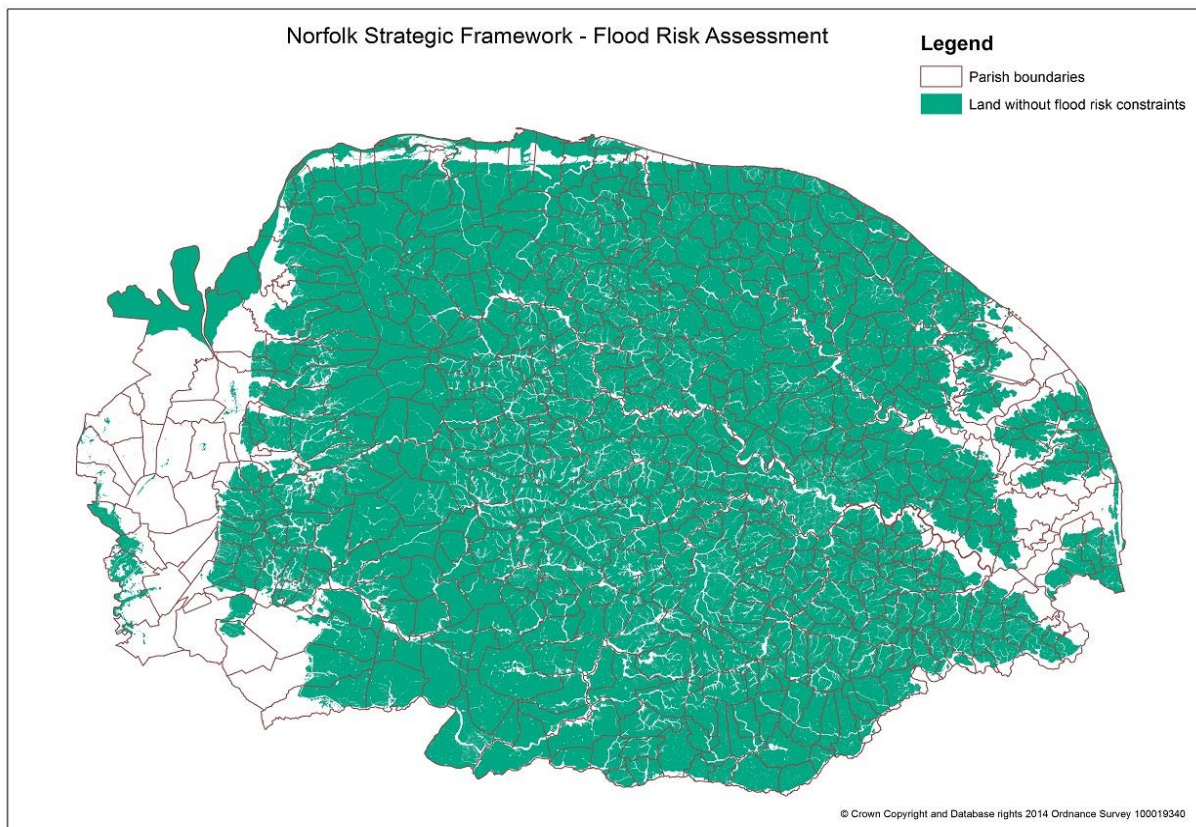 Norfolk Strategic Framework - Flood Risk Assessment
Legend
Parish boundaries
Land without flood risk constraints
© Crown Copyright and Database rights 2014 Ordnance Survey 100019340